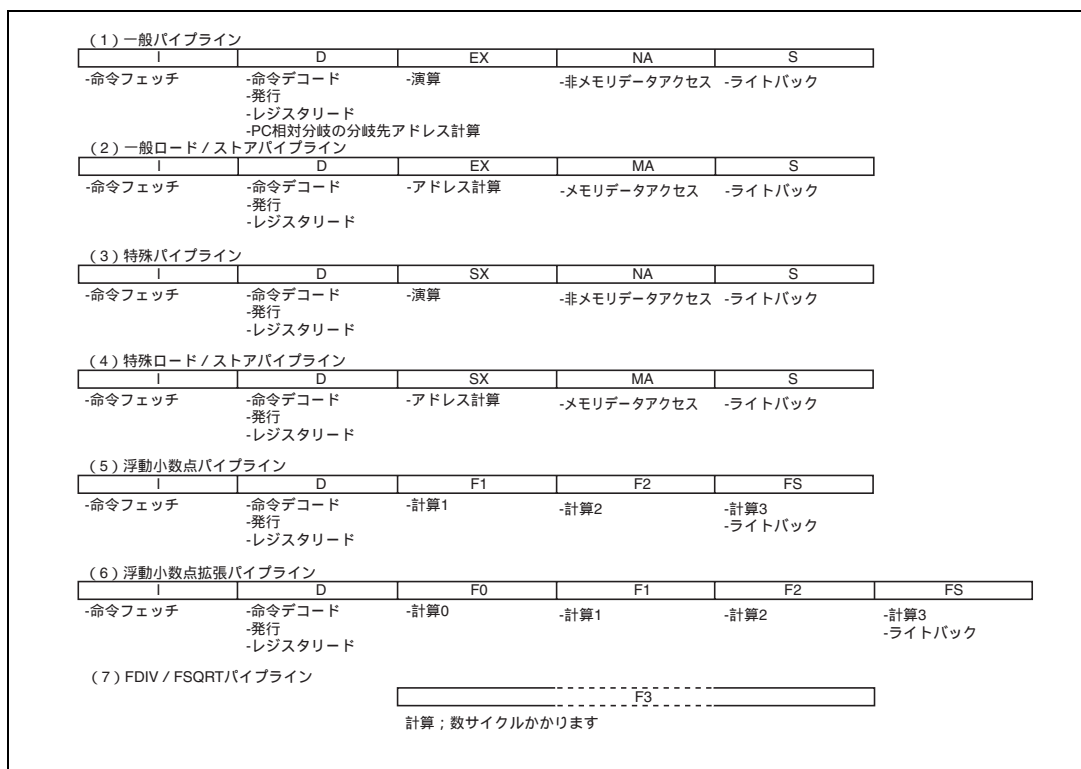 (1)一般パイプライン
I D EX NA S
-命令フェッチ -命令デコード -演算 -非メモリデータアクセス -ライトバック
-発行
-レジスタリード
-PC相対分岐の分岐先アドレス計算
(2)一般ロード/ストアパイプライン
I D EX MA S
-命令フェッチ -命令デコード -アドレス計算 -メモリデータアクセス -ライトバック
-発行
-レジスタリード
(3)特殊パイプライン
I D SX NA S
-命令フェッチ -命令デコード -演算 -非メモリデータアクセス -ライトバック
-発行
-レジスタリード
(4)特殊ロード/ストアパイプライン
I D SX MA S
-命令フェッチ -命令デコード -アドレス計算 -メモリデータアクセス -ライトバック
-発行
-レジスタリード
(5)浮動小数点パイプライン
I D F1 F2 FS
-命令フェッチ -命令デコード -計算1 -計算2 -計算3
-発行 -ライトバック
-レジスタリード
(6)浮動小数点拡張パイプライン
I D F0 F1 F2 FS
-命令フェッチ -命令デコード -計算0 -計算1 -計算2 -計算3
-発行 -ライトバック
-レジスタリード
(7)FDIV/FSQRTパイプライン
F3
計算;数サイクルかかります